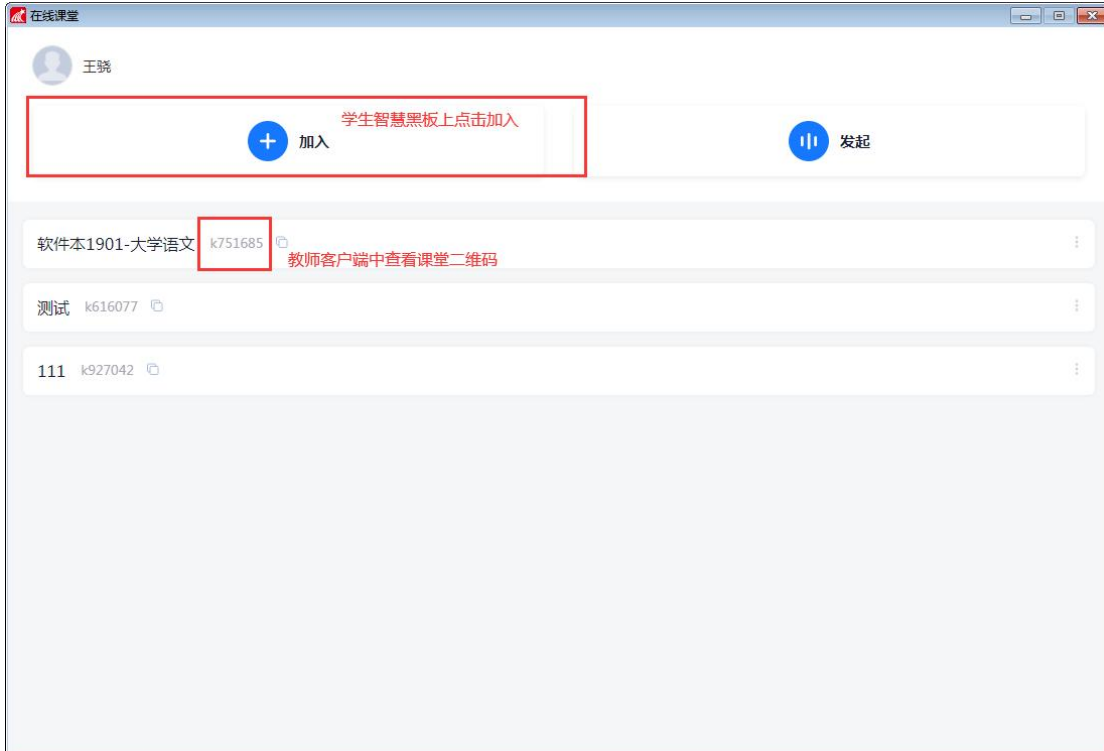 在线课堂
王骁
学生智慧黑板上点击加入
加入
发起
软件本1901-大学语文 k751685
教师客户端中查看课堂二维码
测试 k616077
111 k927042